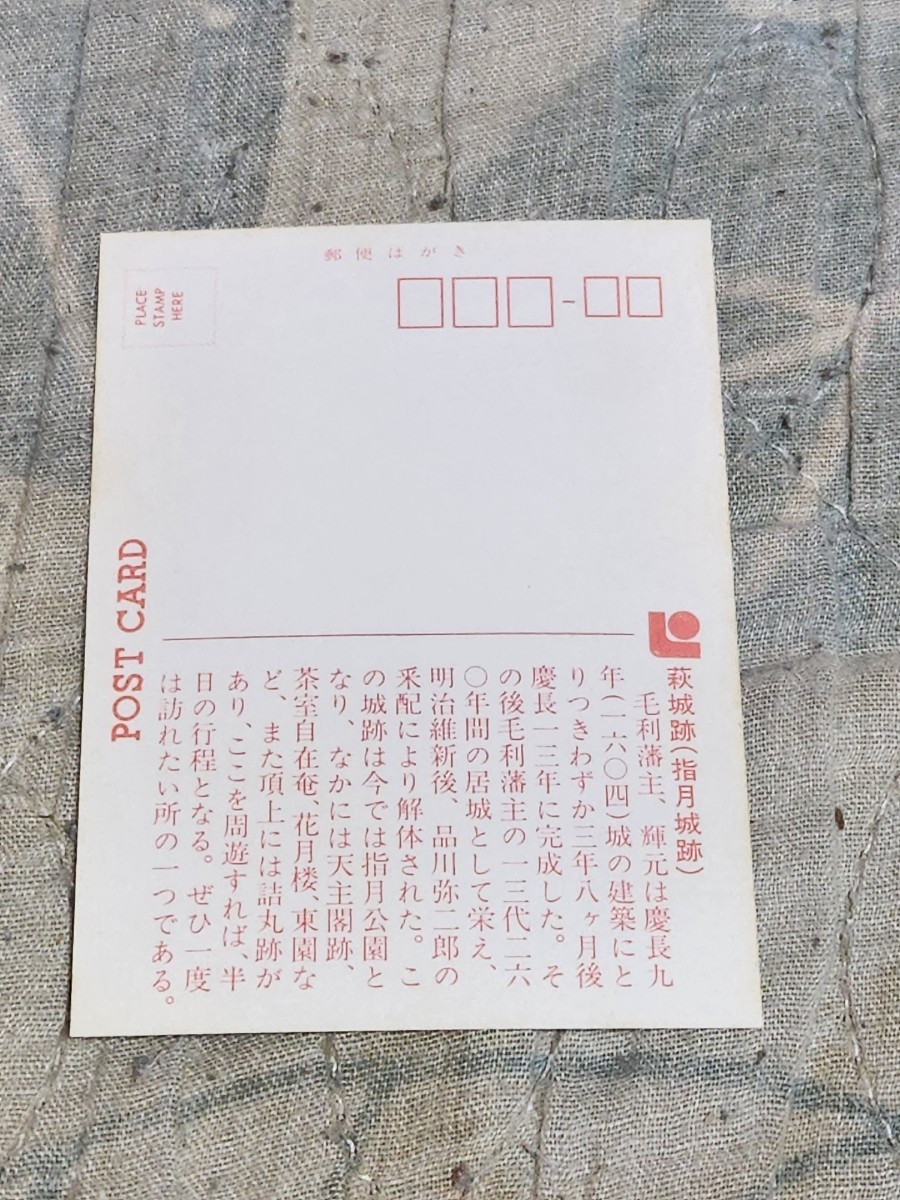 郵便はがき
PLACE
STAMP
HERE
POST CARD
萩城跡(指月城跡)
毛利藩主、輝元は慶長九
年(一六〇四)城の建築にと
りつきわずか三年八ヶ月後
慶長一三年に完成した。そ
の後毛利藩主の一三代二六
〇年間の居城として栄え、
明治維新後、品川弥二郎の
采配により解体された。こ
の城跡は今では指月公園と
なり、なかには天主閣跡、
茶室自在奄、花月楼、東園な
ど、また頂上には詰丸跡が
あり、ここを周遊すれば、半
日の行程となる。ぜひ一度
は訪れたい所の一つである。